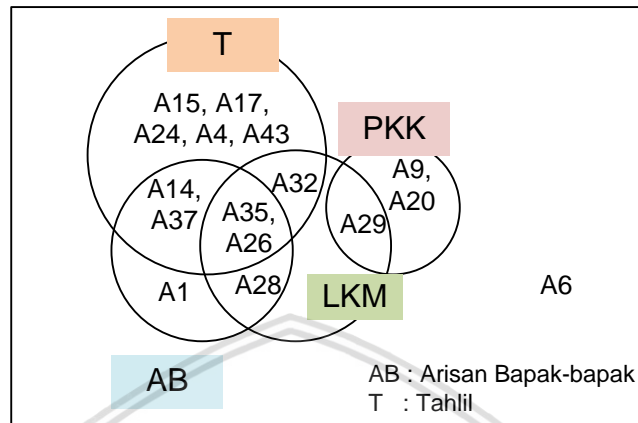 T
A15, A17,
A24, A4, A43
PKK
A9,
A20
A14,
A37
A32
A35,
A26
A29
A1
A28
LKM
A6
AB
AB : Arisan Bapak-bapak
T : Tahlil